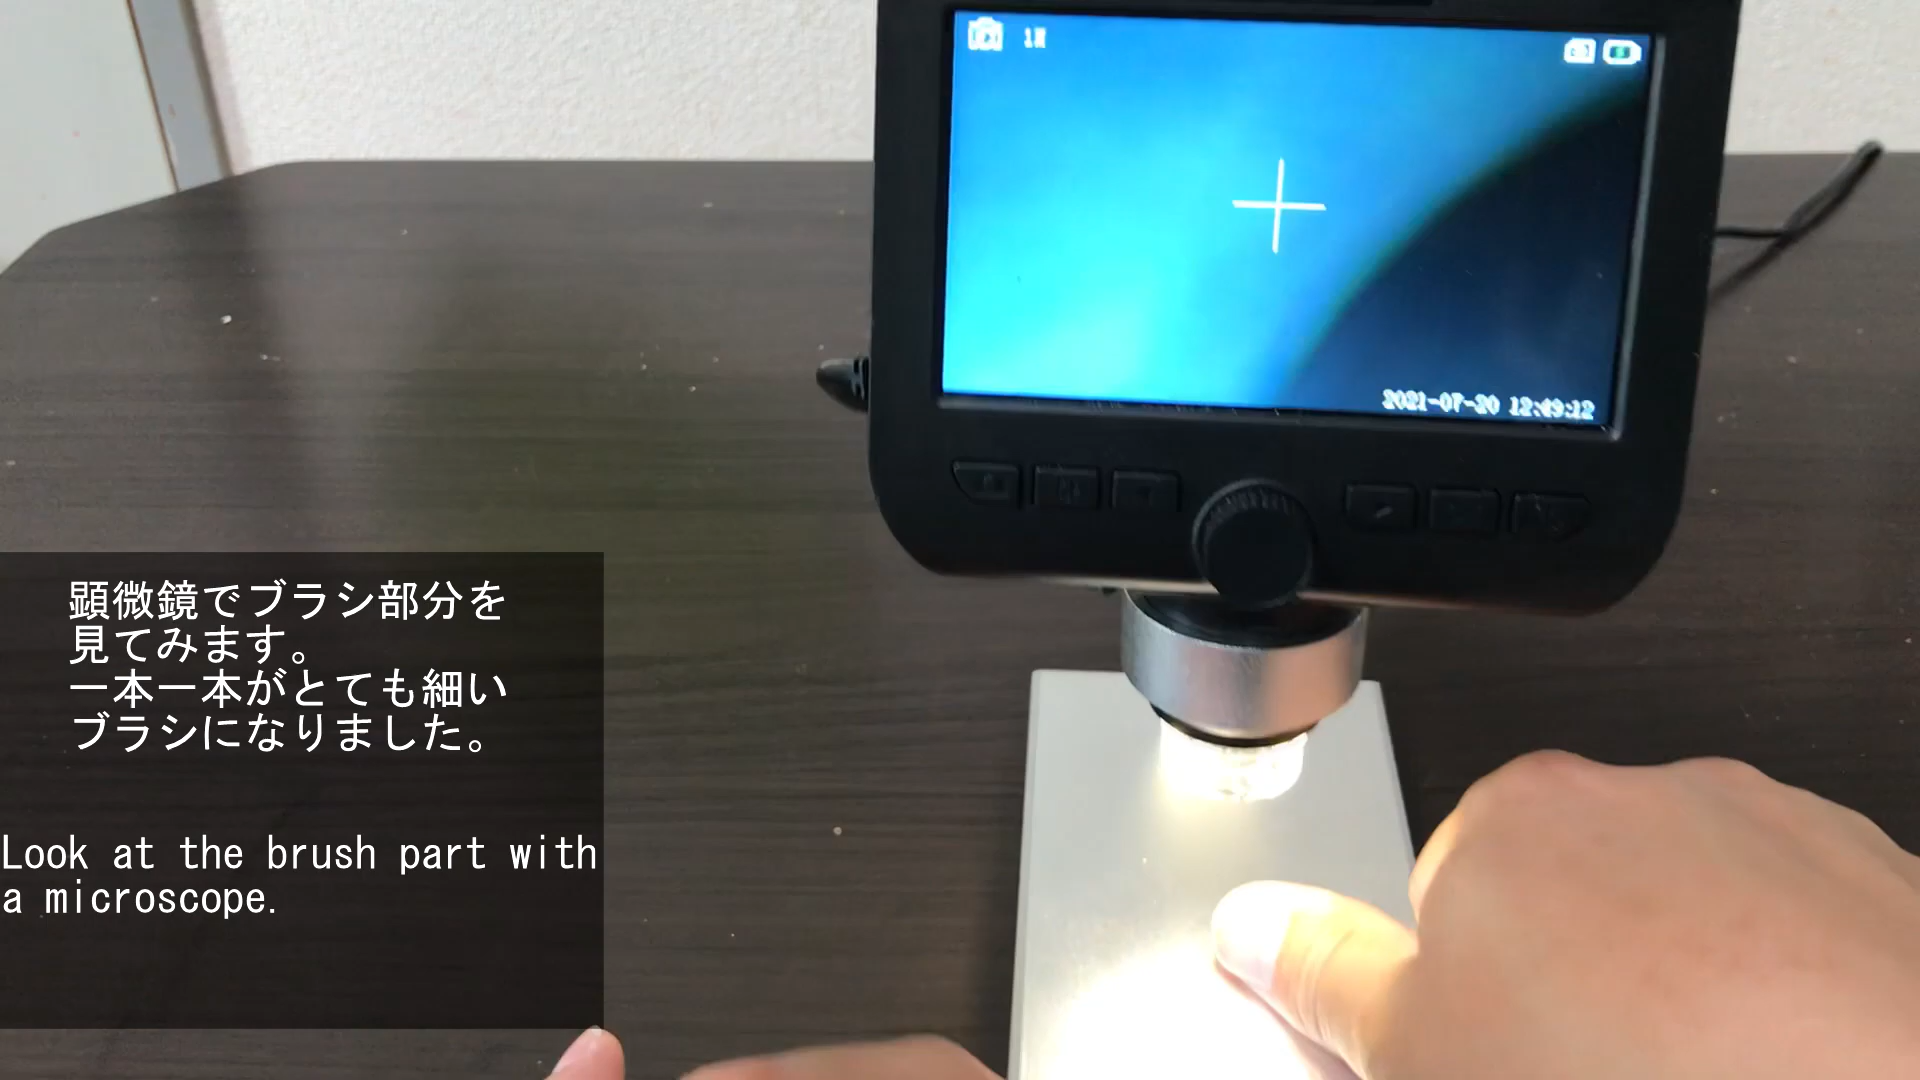 1X
2021-07-20 12:49:12
顕微鏡でブラシ部分を
見てみます。
一本一本がとても細い
ブラシになりました。
Look at the brush part with
a microscope.